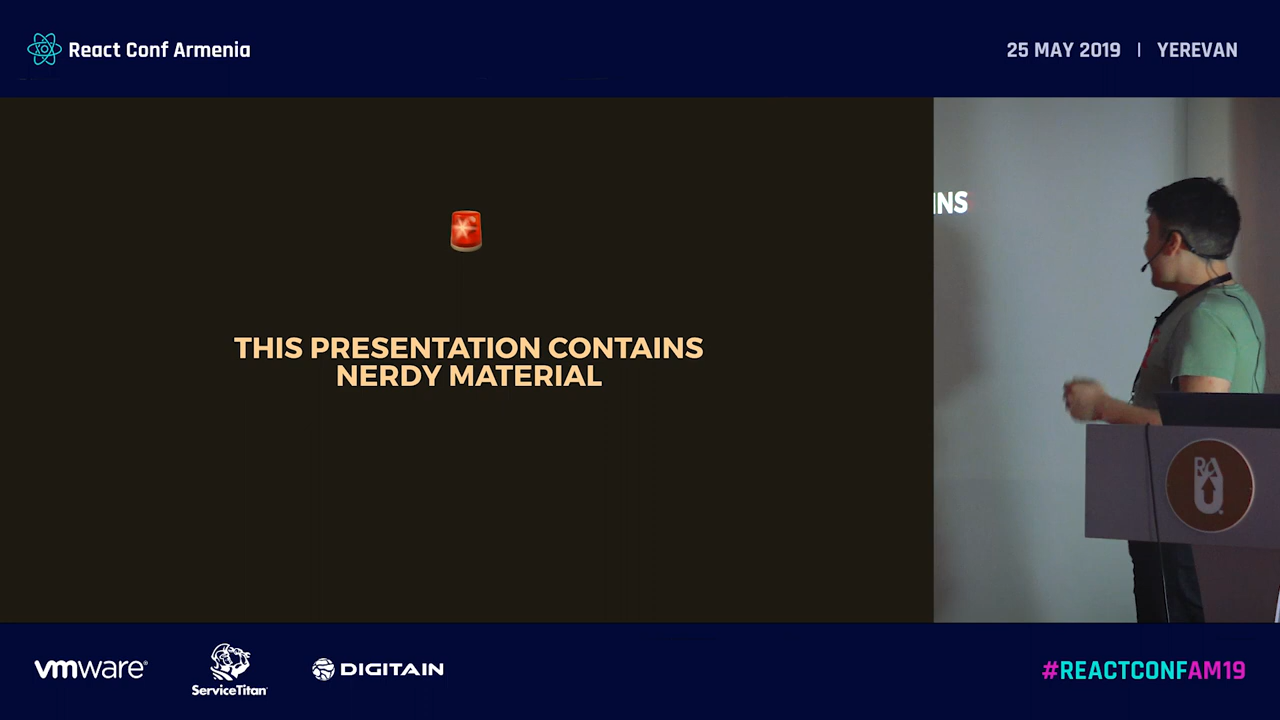 React Conf Armenia
25 MAY 2019 | YEREVAN
THIS PRESENTATION CONTAINS
NERDY MATERIAL
INS
vmware®
ServiceTitan
DIGITAIN
#REACTCONFAM19